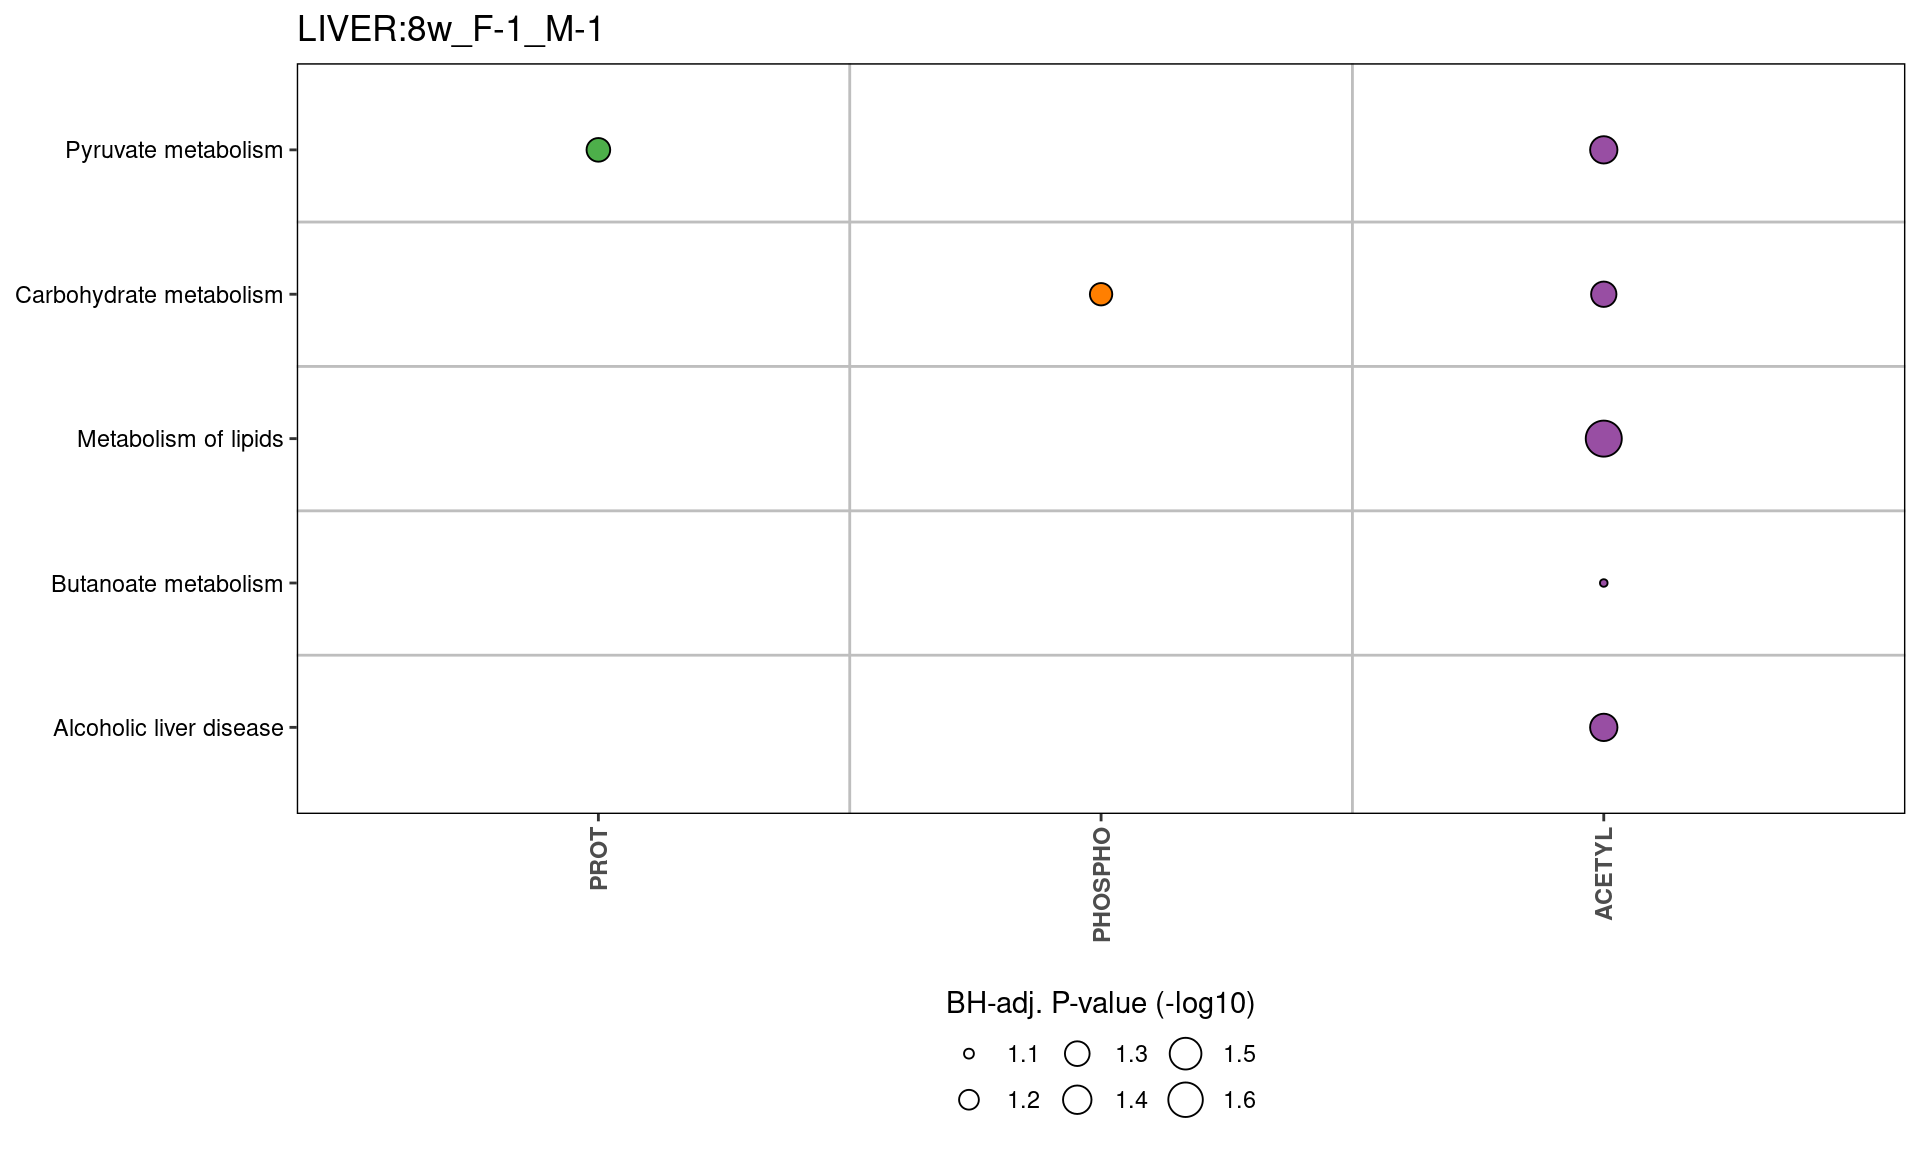 LIVER:8w_F-1_M-1
Pyruvate metabolism
Carbohydrate metabolism
Metabolism of lipids
Butanoate metabolism
Alcoholic liver disease
PROT
PHOSPHO
ACETYL
BH-adj. P-value (-log10)
1.1 1.3 1.5
1.2 1.4 1.6